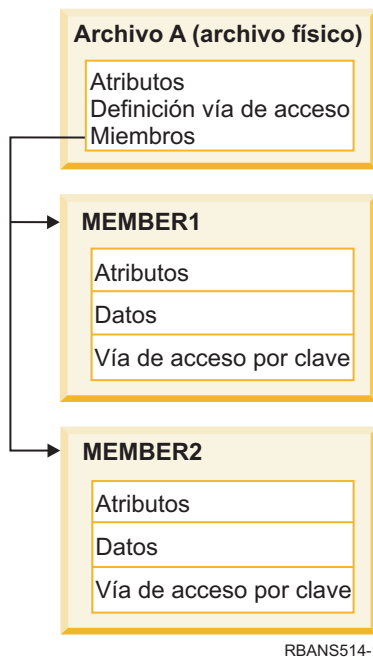 Archivo A (archivo físico)
Atributos
Definición vía de acceso
Miembros
MEMBER1
Atributos
Datos
Vía de acceso por clave
MEMBER2
Atributos
Datos
Vía de acceso por clave
RBANS514-